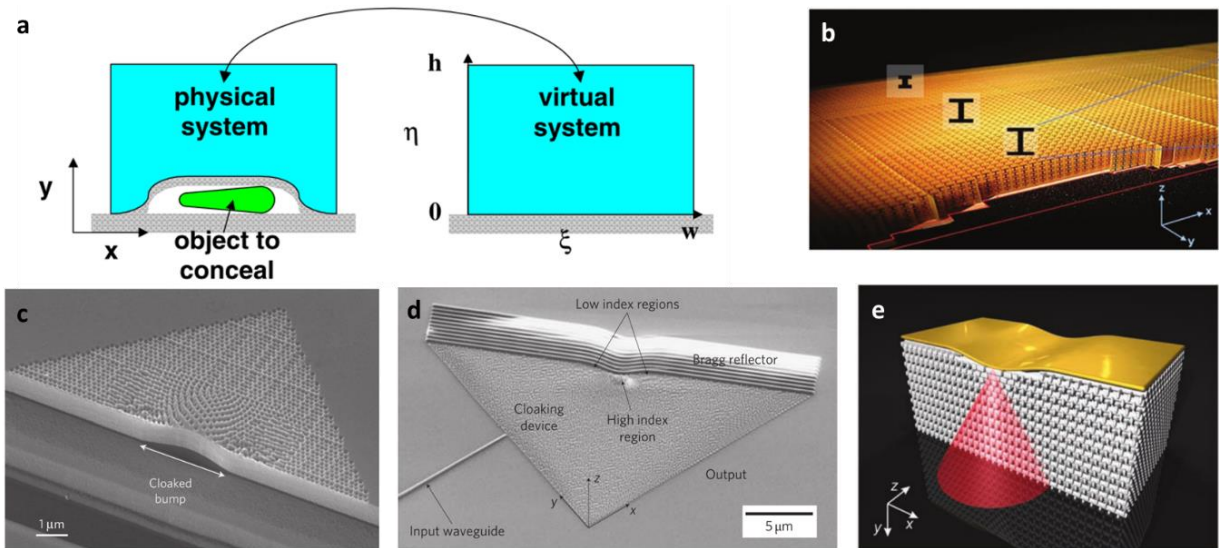 a
physical
system
y
x
object to
conceal
h
virtual
system
η
0
ξ
w
b
z
x
y
c
Cloaked
bump
1 μm
d
Low index regions
Bragg reflector
Cloaking
device
High index
region
Output
z
y
x
Input waveguide
5 μm
e
z
x
y